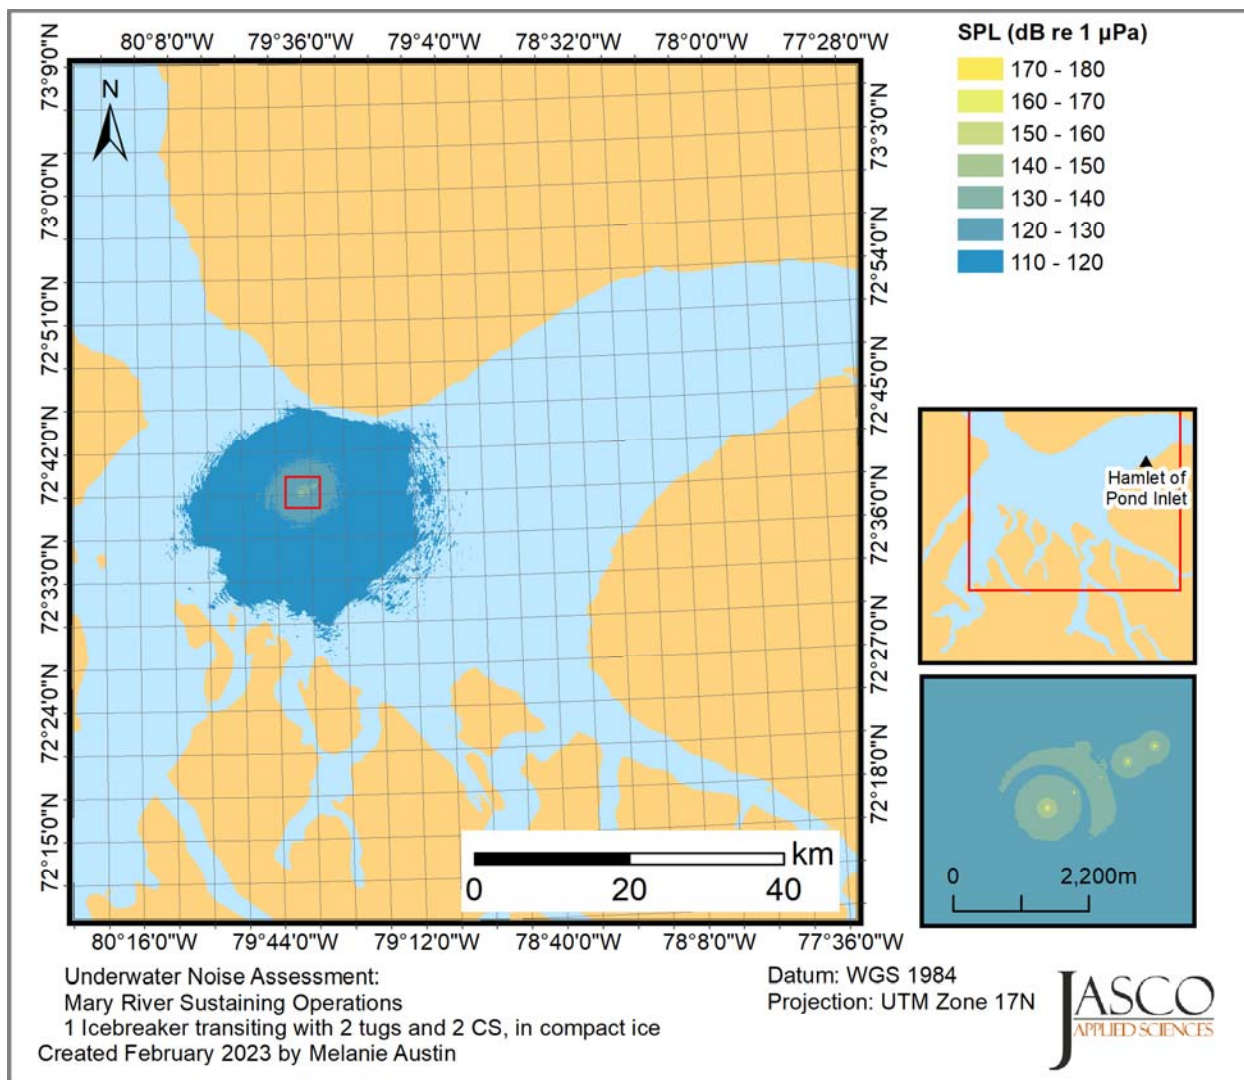 80°8'0"W 79°36'0"W 79°4'0"W 78°32'0"W 78°0'0"W 77°28'0"W
SPL (dB re 1 µPa)
170 - 180
160 - 170
150 - 160
140 - 150
130 - 140
120 - 130
110 - 120
N
73°9'0"N
73°0'0"N
72°51'0"N
72°42'0"N
72°33'0"N
72°24'0"N
72°15'0"N
73°3'0"N
72°54'0"N
72°45'0"N
72°36'0"N
72°27'0"N
72°18'0"N
Hamlet of
Pond Inlet
0 2,200m
km
0 20 40
80°16'0"W 79°44'0"W 79°12'0"W 78°40'0"W 78°8'0"W 77°36'0"W
Underwater Noise Assessment:
Mary River Sustaining Operations
1 Icebreaker transiting with 2 tugs and 2 CS, in compact ice
Created February 2023 by Melanie Austin
Datum: WGS 1984
Projection: UTM Zone 17N
JASCO
APPLIED SCIENCES